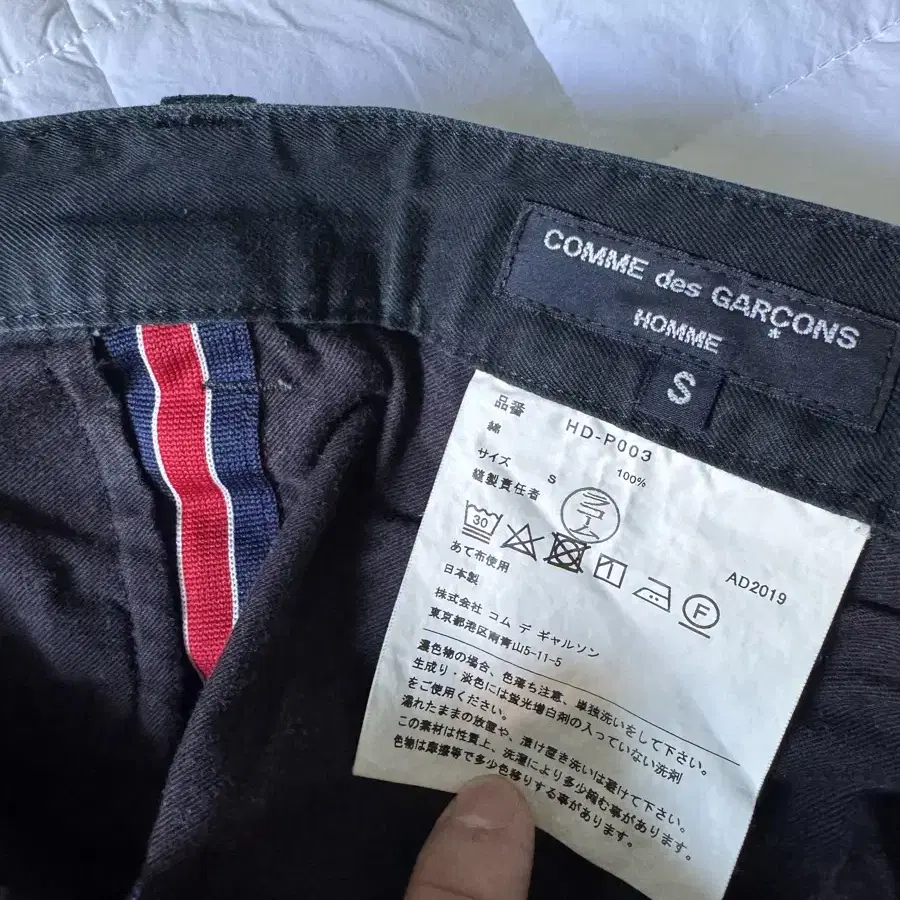 COMME des GARÇONS
HOMME
S
品番 HD-P003
綿 100%
サイズ S
縫製責任者
30
あて布使用
F
日本製
AD2019
株式会社 コム デ ギャルソン
東京都港区南青山5-11-5
濃色物の場合、色落ち注意、単独洗いをして下さい。
生成り・淡色には蛍光増白剤の入っていない洗剤
をご使用ください。
濡れたままの放置や、漬け置き洗いは避けて下さい。
この素材は性質上、洗濯により多少縮む事があります。
色物は摩擦等で多少色移りする事があります。